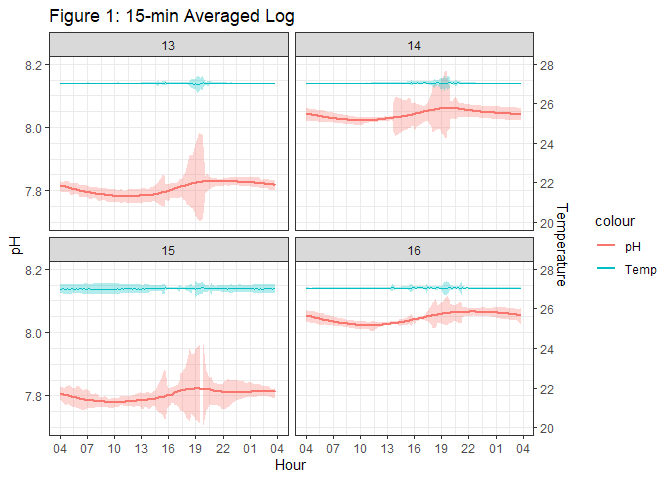 Figure 1: 15-min Averaged Log
13
14
8.2
8.0
7.8
28
26
24
22
20
15
16
8.2
8.0
7.8
28
26
24
22
20
pH
Temperature
colour
pH
Temp
04 07 10 13 16 19 22 01 04
04 07 10 13 16 19 22 01 04
Hour